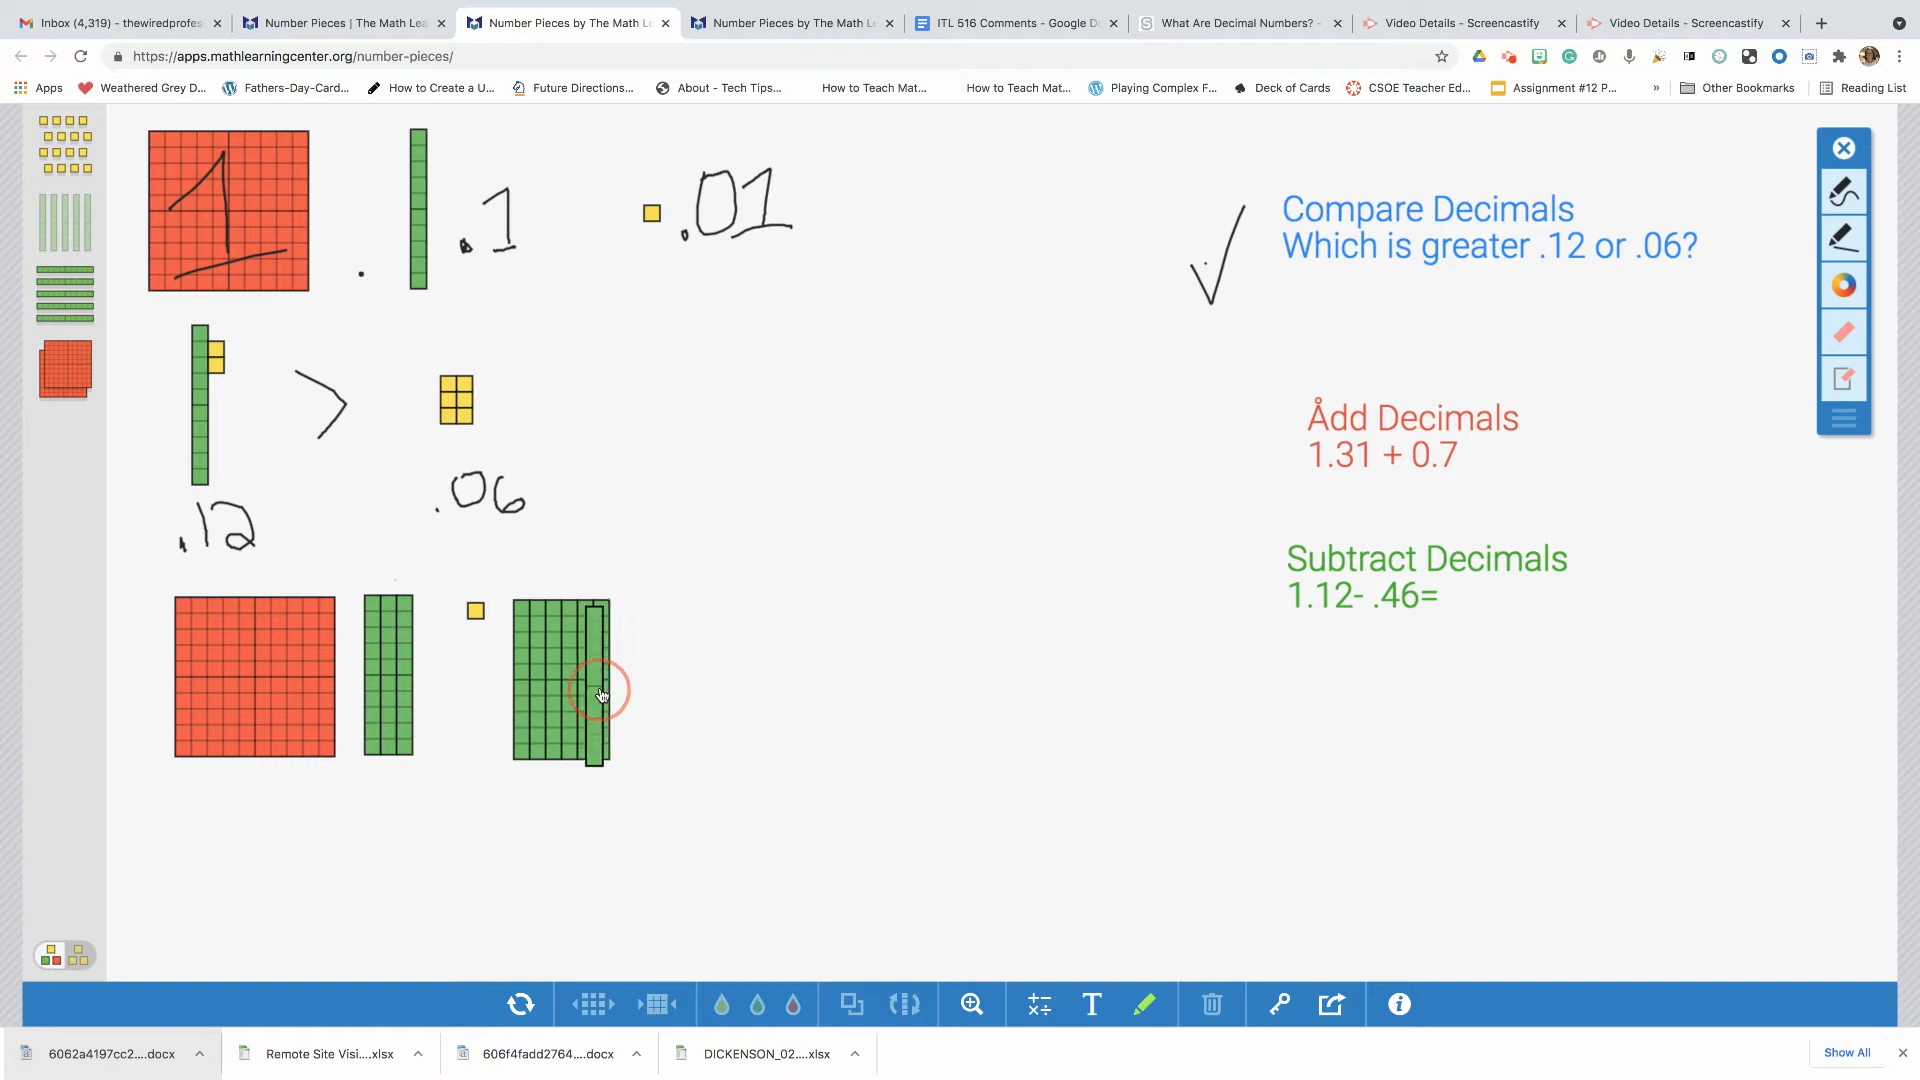 Inbox (4,319) - thewiredprofes
Number Pieces | The Math Lea
Number Pieces by The Math L
Number Pieces by The Math L
ITL 516 Comments - Google D
What Are Decimal Numbers? -
Video Details - Screencastify
Video Details - Screencastify
https://apps.mathlearningcenter.org/number-pieces/
Apps
Weathered Grey D...
Fathers-Day-Card...
How to Create a U...
Future Directions...
About - Tech Tips...
How to Teach Mat...
How to Teach Mat...
Playing Complex F...
Deck of Cards
CSOE Teacher Ed...
Assignment #12 P...
»
Other Bookmarks
Reading List
1
.
.1
.01
Compare Decimals
Which is greater .12 or .06?
>
.12
.06
Ådd Decimals
1.31 + 0.7
Subtract Decimals
1.12- .46=
T
6062a4197cc2....docx
Remote Site Visi....xlsx
606f4fadd2764....docx
DICKENSON_02....xlsx
Show All